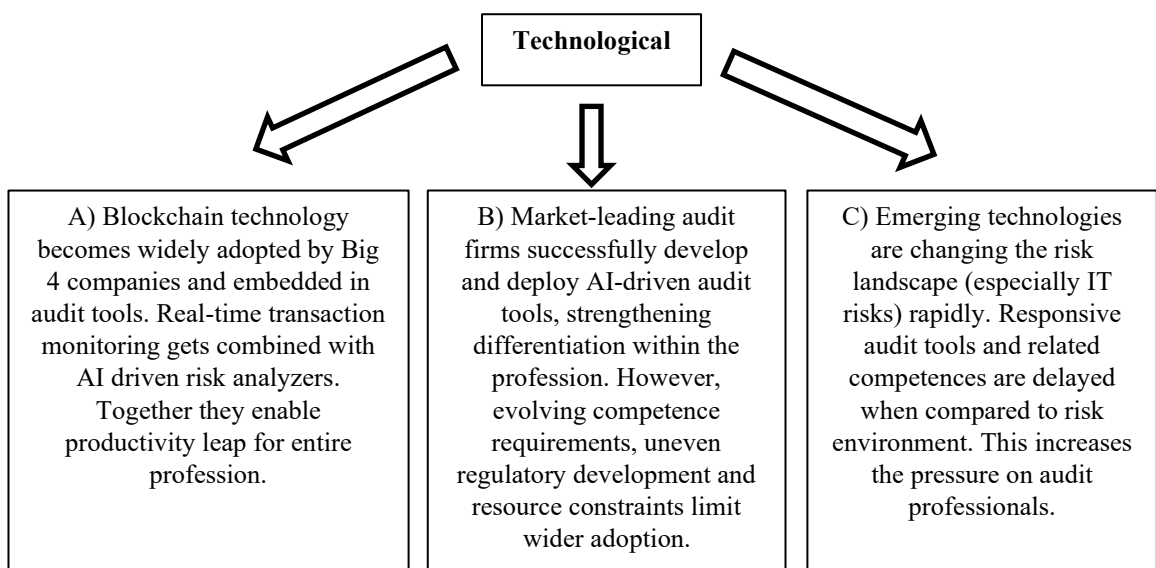 Technological
A) Blockchain technology
becomes widely adopted by Big
4 companies and embedded in
audit tools. Real-time transaction
monitoring gets combined with
AI driven risk analyzers.
Together they enable
productivity leap for entire
profession.
B) Market-leading audit
firms successfully develop
and deploy AI-driven audit
tools, strengthening
differentiation within the
profession. However,
evolving competence
requirements, uneven
regulatory development and
resource constraints limit
wider adoption.
C) Emerging technologies
are changing the risk
landscape (especially IT
risks) rapidly. Responsive
audit tools and related
competences are delayed
when compared to risk
environment. This increases
the pressure on audit
professionals.